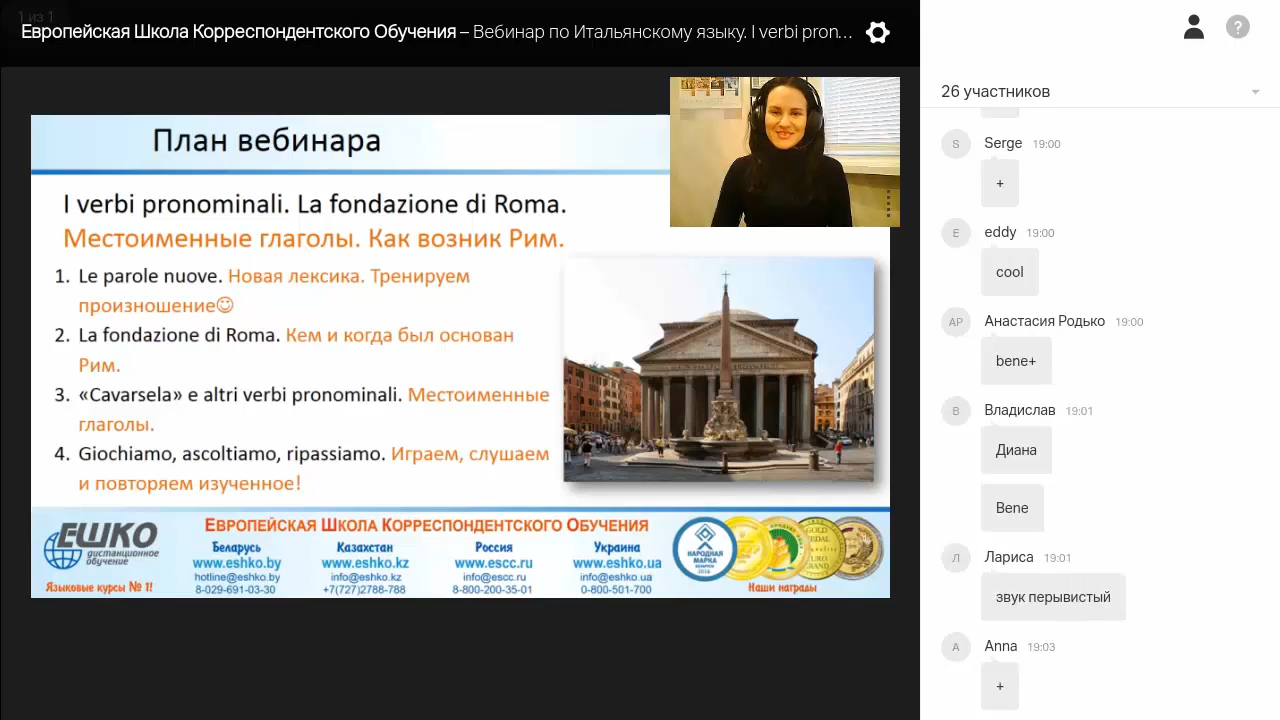 1 из 1
Европейская Школа Корреспондентского Обучения – Вебинар по Итальянскому языку. I verbi pron...
План вебинара
I verbi pronominali. La fondazione di Roma.
Местоименные глаголы. Как возник Рим.
1. Le parole nuove. Новая лексика. Тренируем
произношение☺
2. La fondazione di Roma. Кем и когда был основан
Рим.
3. «Cavarsela» e altri verbi pronominali. Местоименные
глаголы.
4. Giochiamo, ascoltiamo, ripassiamo. Играем, слушаем
и повторяем изученное!
ЕШКО
дистанционное
обучение
Языковые курсы № 1!
Европейская Школа Корреспондентского Обучения
Беларусь
www.eshko.by
hotline@eshko.by
8-029-691-03-30
Казахстан
www.eshko.kz
info@eshko.kz
+7(727)2788-788
Россия
www.escc.ru
info@escc.ru
8-800-200-35-01
Украина
www.eshko.ua
info@eshko.ua
0-800-501-700
НАРОДНАЯ
МАРКА
GOLD
MEDAL
Наши награды
?
26 участников
S
Serge 19:00
+
E
eddy 19:00
cool
АР
Анастасия Родько 19:00
bene+
В
Владислав 19:01
Диана
Bene
Л
Лариса 19:01
звук перывистый
A
Anna 19:03
+